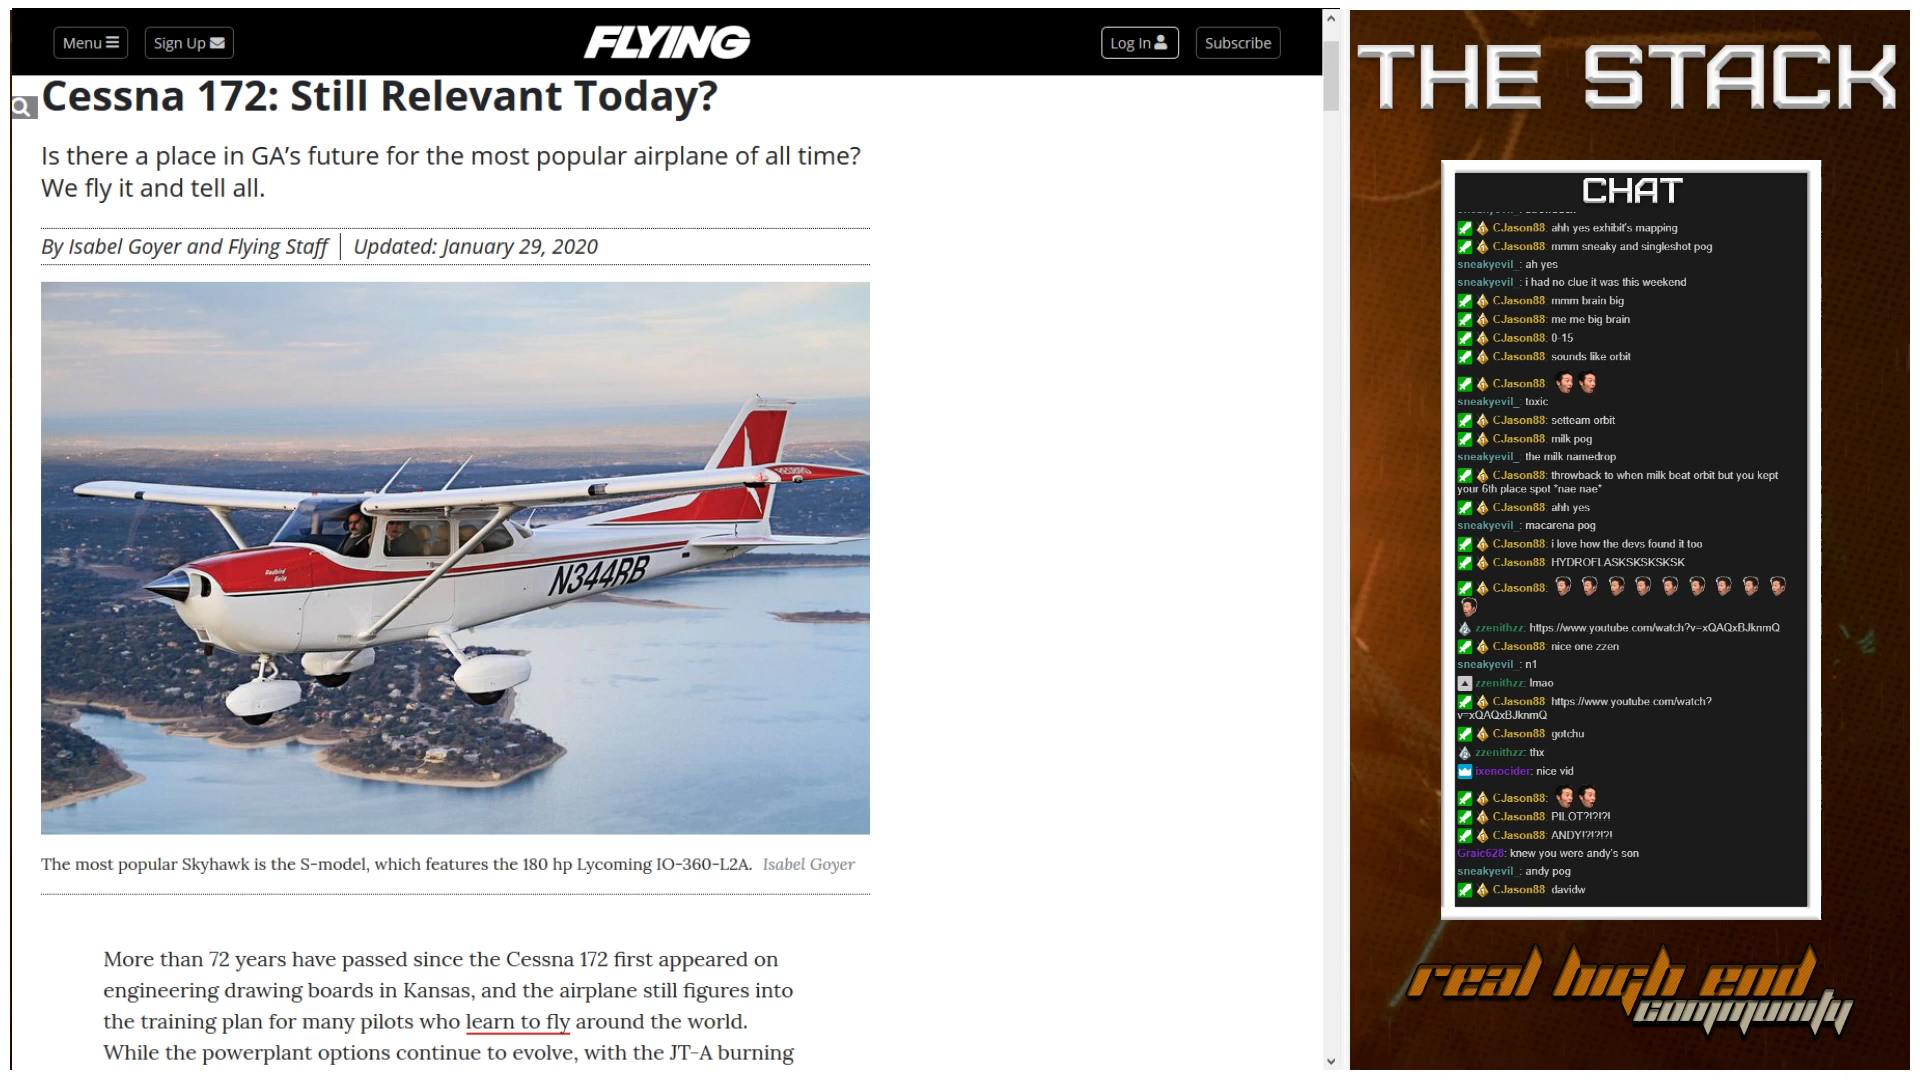 Menu
Sign Up
FLYING
Log In
Subscribe
Cessna 172: Still Relevant Today?
Is there a place in GA’s future for the most popular airplane of all time?
We fly it and tell all.
By Isabel Goyer and Flying Staff | Updated: January 29, 2020
N344RB
The most popular Skyhawk is the S-model, which features the 180 hp Lycoming IO-360-L2A. Isabel Goyer
More than 72 years have passed since the Cessna 172 first appeared on
engineering drawing boards in Kansas, and the airplane still figures into
the training plan for many pilots who learn to fly around the world.
While the powerplant options continue to evolve, with the JT-A burning
THE STACK
CHAT
CJason88: ahh yes exhibit's mapping
CJason88: mmm sneaky and singleshot pog
sneakyevil_: ah yes
sneakyevil_: i had no clue it was this weekend
CJason88: mmm brain big
CJason88: me me big brain
CJason88: 0-15
CJason88: sounds like orbit
CJason88:
sneakyevil_: toxic
CJason88: setteam orbit
CJason88: milk pog
sneakyevil_: the milk namedrop
CJason88: throwback to when milk beat orbit but you kept
your 6th place spot *nae nae*
CJason88: ahh yes
sneakyevil_: macarena pog
CJason88: i love how the devs found it too
CJason88: HYDROFLASKSKSKSKSK
CJason88:
zzenithzz: https://www.youtube.com/watch?v=xQAQxBJknmQ
CJason88: nice one zzen
sneakyevil_: n1
zzenithzz: lmao
CJason88: https://www.youtube.com/watch?
v=xQAQxBJknmQ
CJason88: gotchu
zzenithzz: thx
ixenocider: nice vid
CJason88:
CJason88: PILOT?!?!?!
CJason88: ANDY!?!?!?!
Graic628: knew you were andy's son
sneakyevil_: andy pog
CJason88: davidw
real high end
community